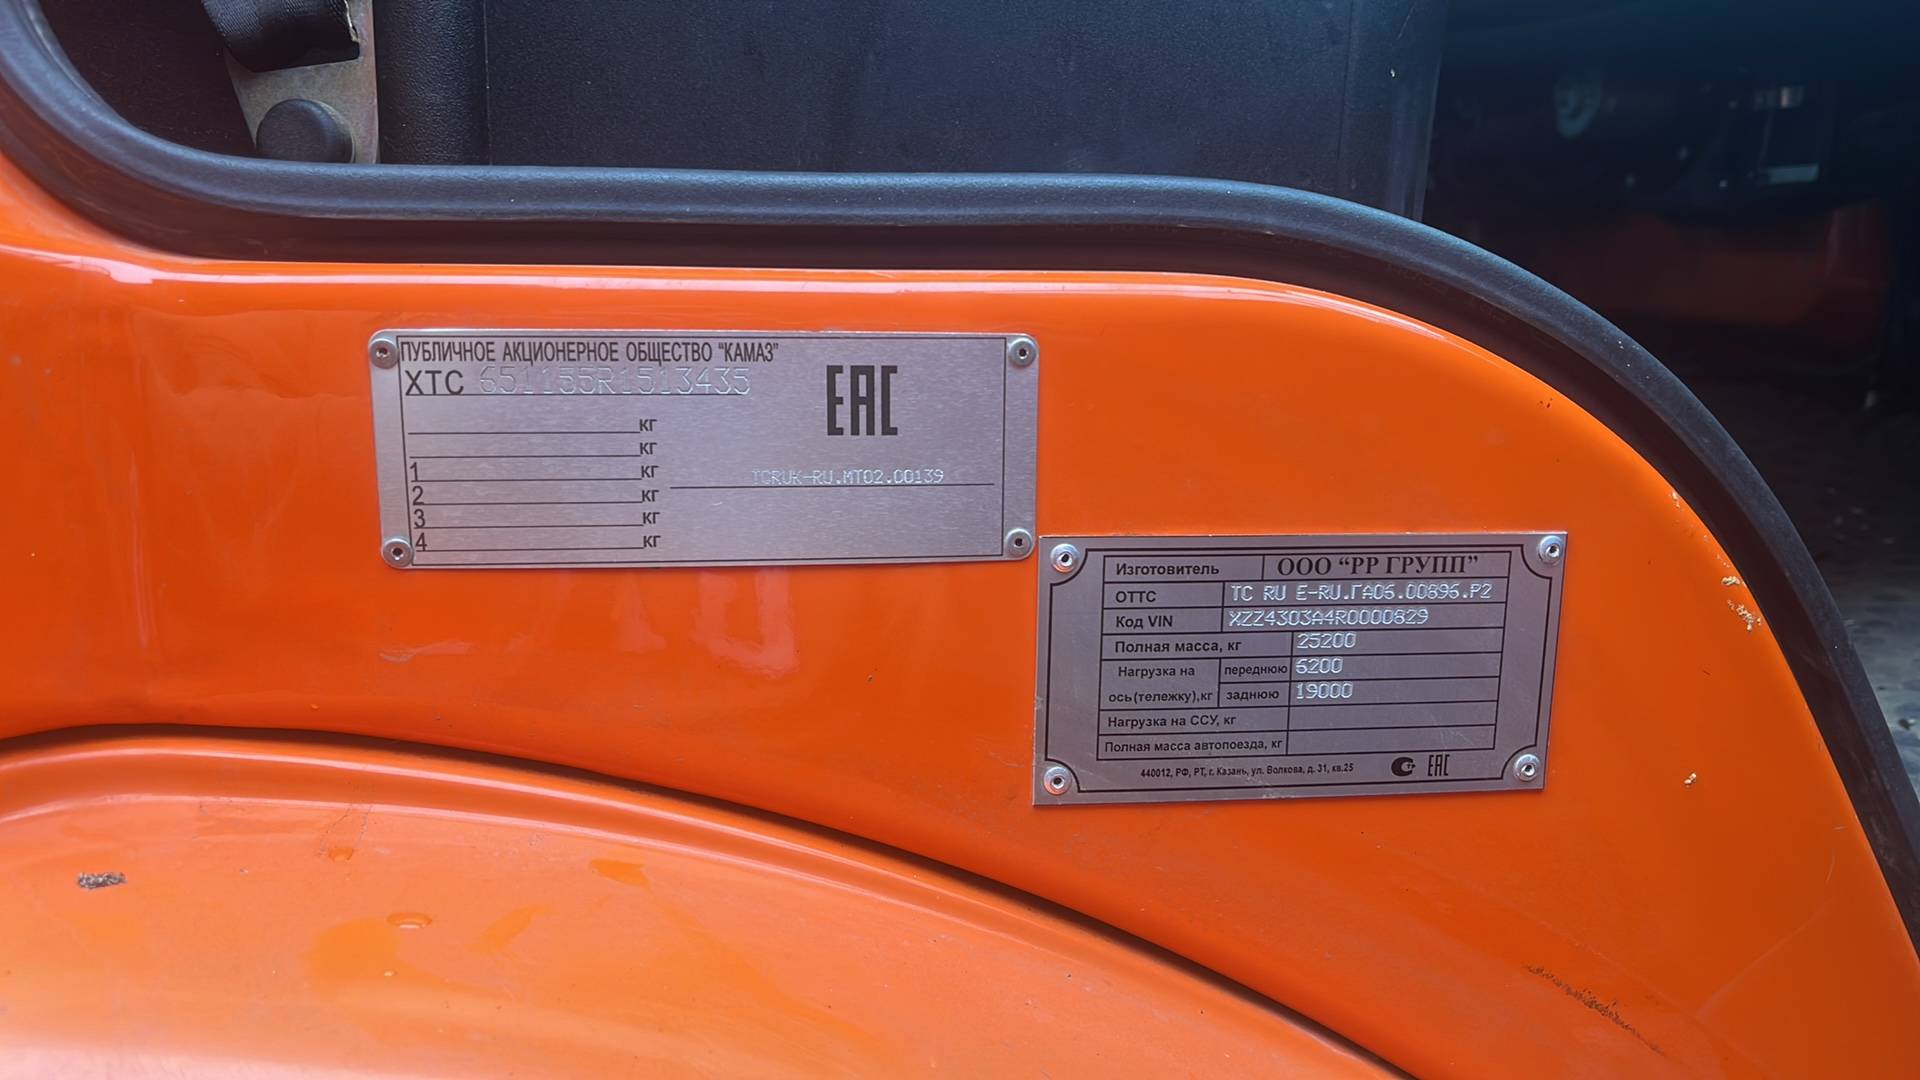 ПУБЛИЧНОЕ АКЦИОНЕРНОЕ ОБЩЕСТВО "КАМАЗ"
XTC 651155R1513435
EAC
кг
кг
1 кг
2 кг
3 кг
4 кг
TCRUK-RU.MT02.00139
Изготовитель ООО “РР ГРУПП”
ОТТС ТС RU E-RU.ГА06.00896.Р2
Код VIN XZZ4303A4R0000829
Полная масса, кг 25200
Нагрузка на ось(тележку),кг переднюю 6200
заднюю 19000
Нагрузка на ССУ, кг
Полная масса автопоезда, кг
440012, РФ, РТ, г. Казань, ул. Волкова, д. 31, кв.25
EAC